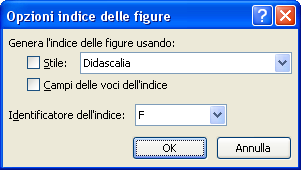 Opzioni indice delle figure
Genera l'indice delle figure usando:
Stile: Didascalia
Campi delle voci dell'indice
Identificatore dell'indice: F
OK Annulla